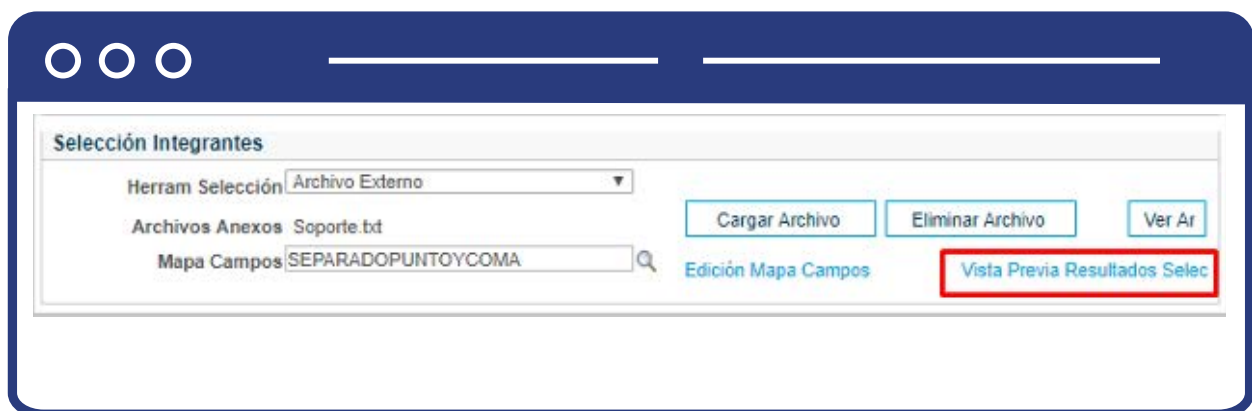 Selección Integrantes
Herram Selección Archivo Externo
Archivos Anexos Soporte.txt Cargar Archivo Eliminar Archivo Ver Ar
Mapa Campos SEPARADOPUNTOYCOMA Edición Mapa Campos Vista Previa Resultados Selec